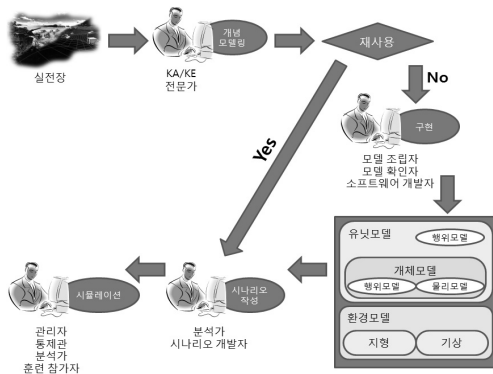 개념
모델링
재사용
실전장
KA/KE
전문가
No
구현
Yes
모델 조립자
모델 확인자
소프트웨어 개발자
유닛모델
행위모델
개체모델
행위모델
물리모델
환경모델
지형
기상
시나리오
작성
분석가
시나리오 개발자
시뮬레이션
관리자
통제관
분석가
훈련 참가자